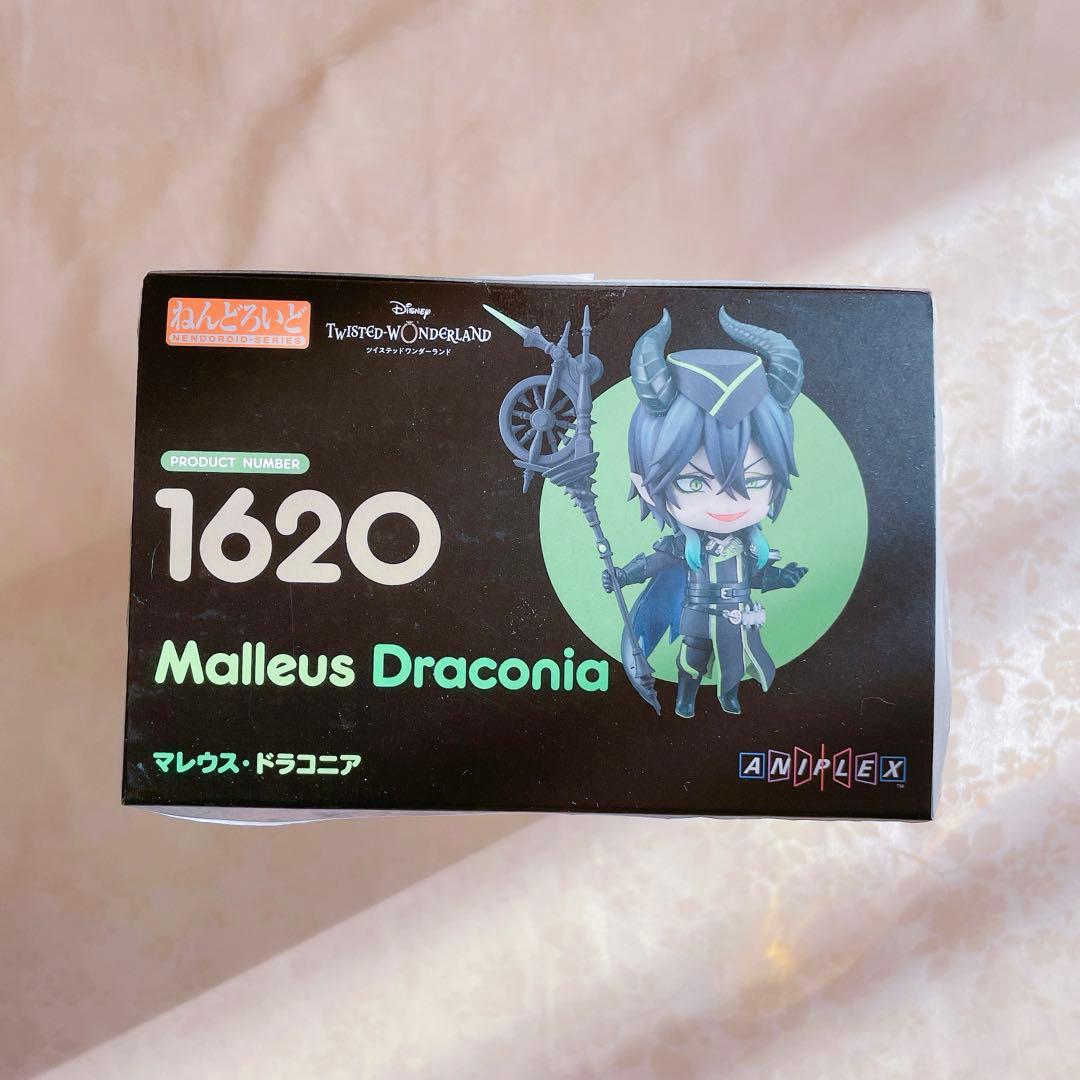 ねんどろいど
NENDOROID・SERIES
Disney
TWISTED-WONDERLAND
ツイステッドワンダーランド
PRODUCT NUMBER
1620
Malleus Draconia
マレウス・ドラコニア
ANIPLEX
TM